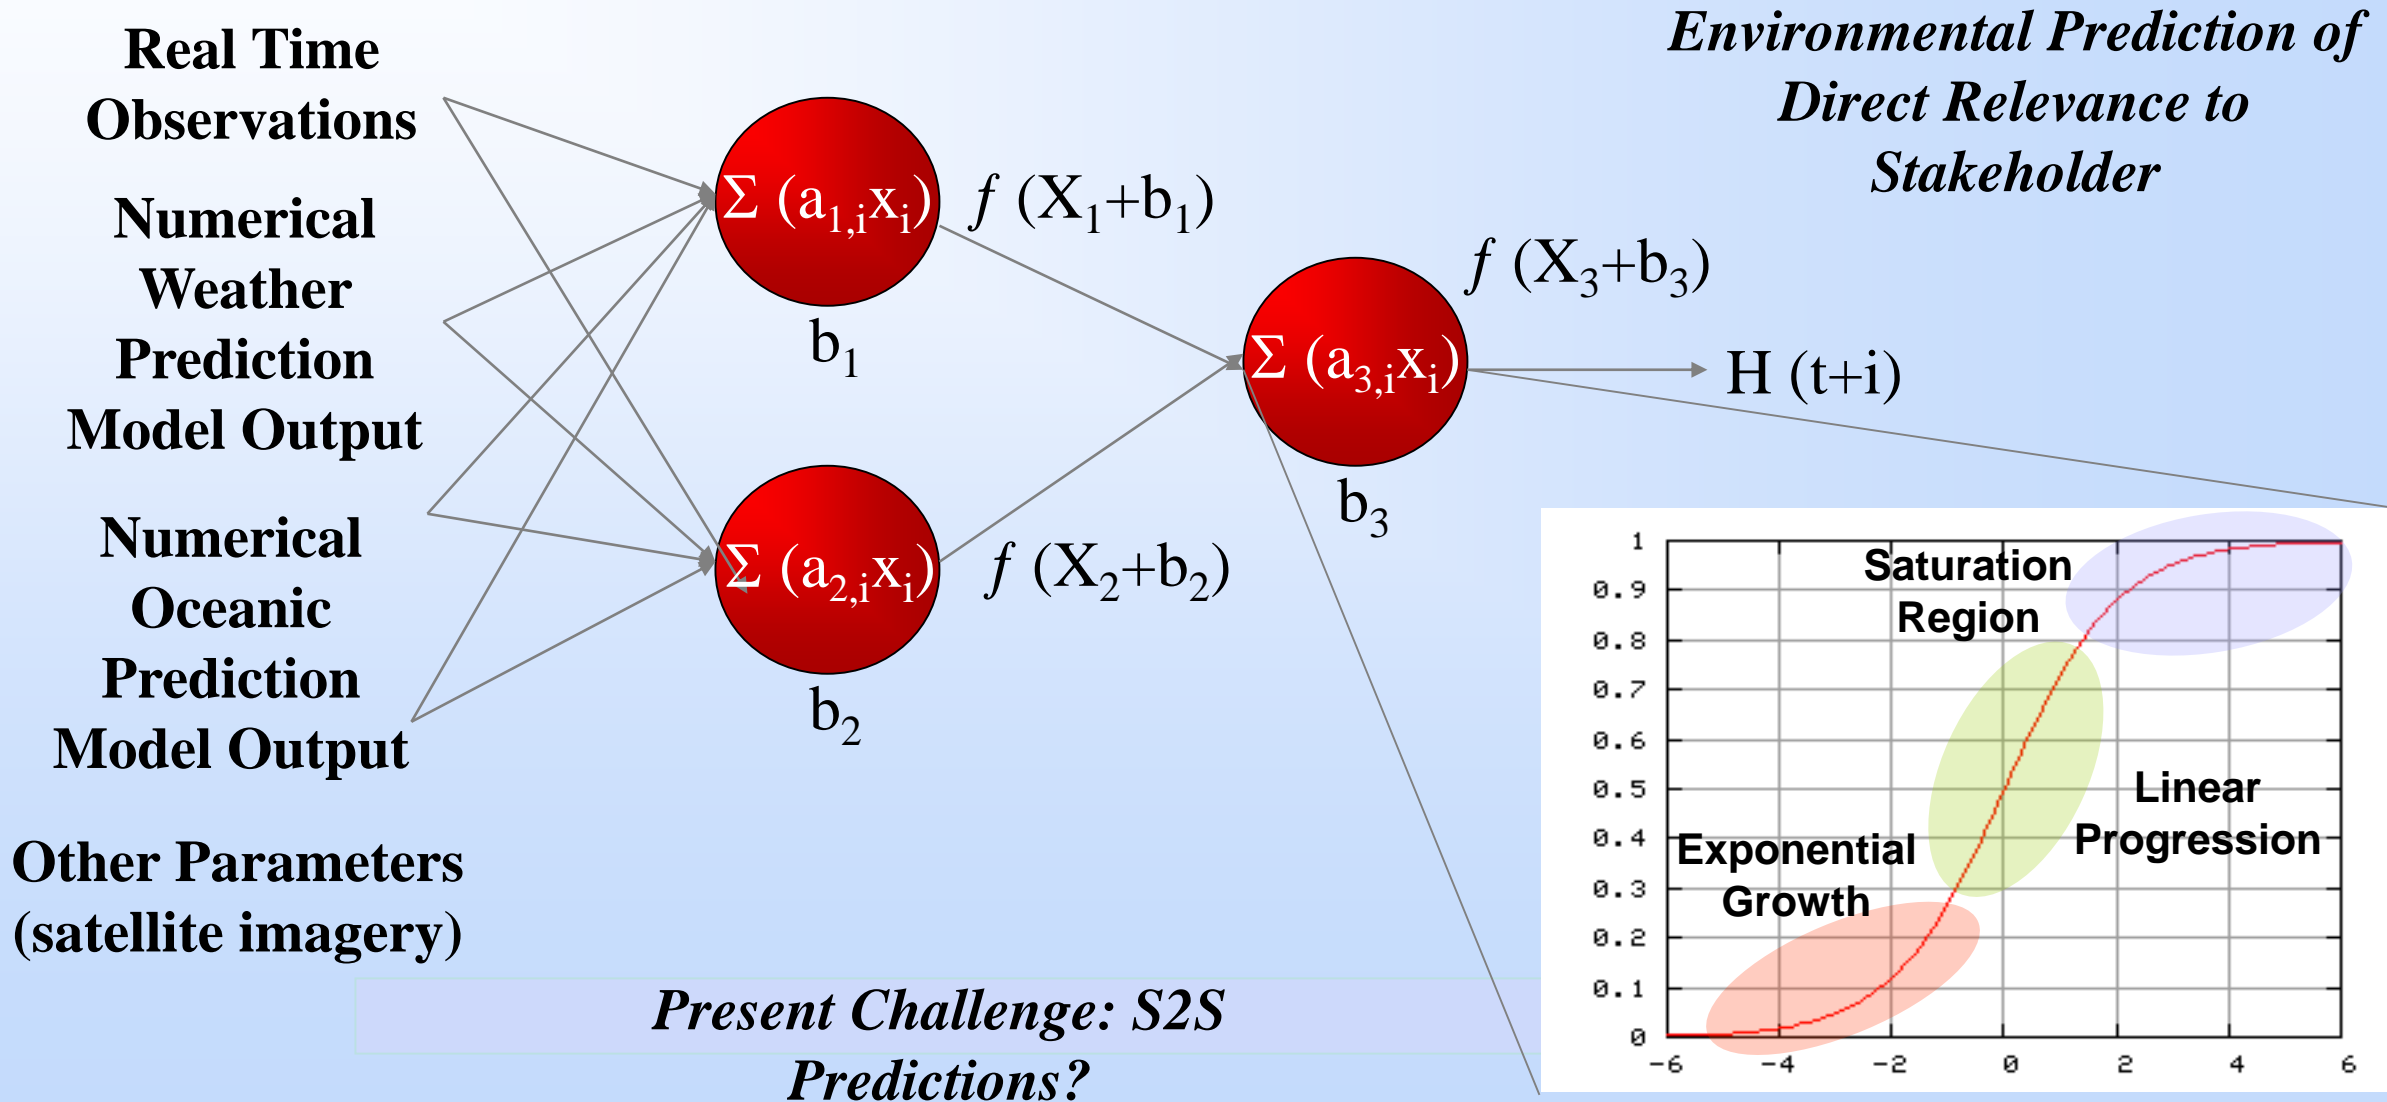 Real Time
Observations
Numerical
Weather
Prediction
Model Output
Numerical
Oceanic
Prediction
Model Output
Other Parameters
(satellite imagery)
Σ (a1,ixi)
b1
f (X1+b1)
Σ (a2,ixi)
b2
f (X2+b2)
Σ (a3,ixi)
b3
f (X3+b3)
H (t+i)
Environmental Prediction of
Direct Relevance to
Stakeholder
Present Challenge: S2S
Predictions?
1
0.9
0.8
0.7
0.6
0.5
0.4
0.3
0.2
0.1
0
-6 -4 -2 0 2 4 6
Saturation
Region
Linear
Progression
Exponential
Growth